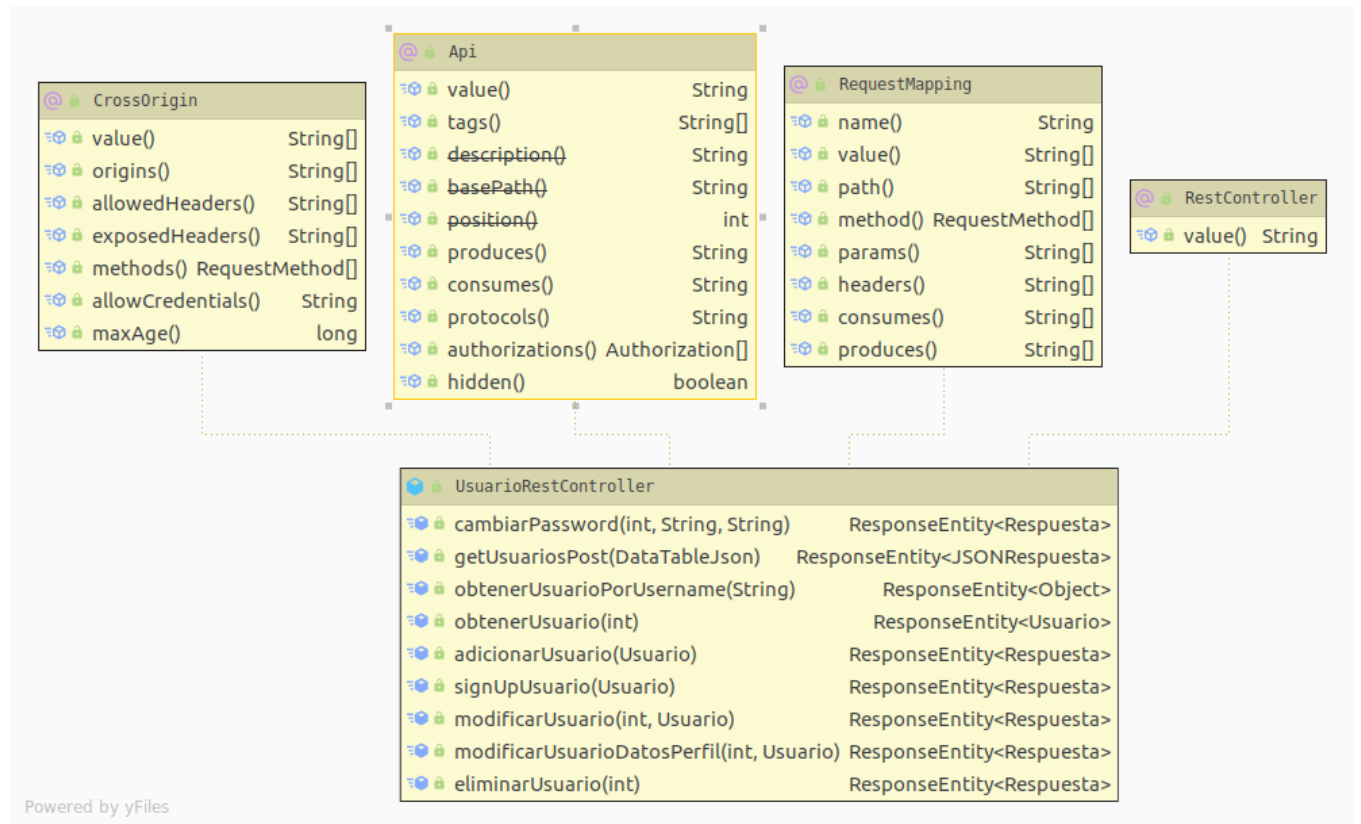 CrossOrigin
value() String[]
origins() String[]
allowedHeaders() String[]
exposedHeaders() String[]
methods() RequestMethod[]
allowCredentials() String
maxAge() long
Api
value() String
tags() String[]
description() String
basePath() String
position() int
produces() String
consumes() String
protocols() String
authorizations() Authorization[]
hidden() boolean
RequestMapping
name() String
value() String[]
path() String[]
method() RequestMethod[]
params() String[]
headers() String[]
consumes() String[]
produces() String[]
RestController
value() String
UsuarioRestController
cambiarPassword(int, String, String) ResponseEntity<Respuesta>
getUsuariosPost(DataTableJson) ResponseEntity<JSONRespuesta>
obtenerUsuarioPorUsername(String) ResponseEntity<Object>
obtenerUsuario(int) ResponseEntity<Usuario>
adicionarUsuario(Usuario) ResponseEntity<Respuesta>
signUpUsuario(Usuario) ResponseEntity<Respuesta>
modificarUsuario(int, Usuario) ResponseEntity<Respuesta>
modificarUsuarioDatosPerfil(int, Usuario) ResponseEntity<Respuesta>
eliminarUsuario(int) ResponseEntity<Respuesta>
Powered by yFiles